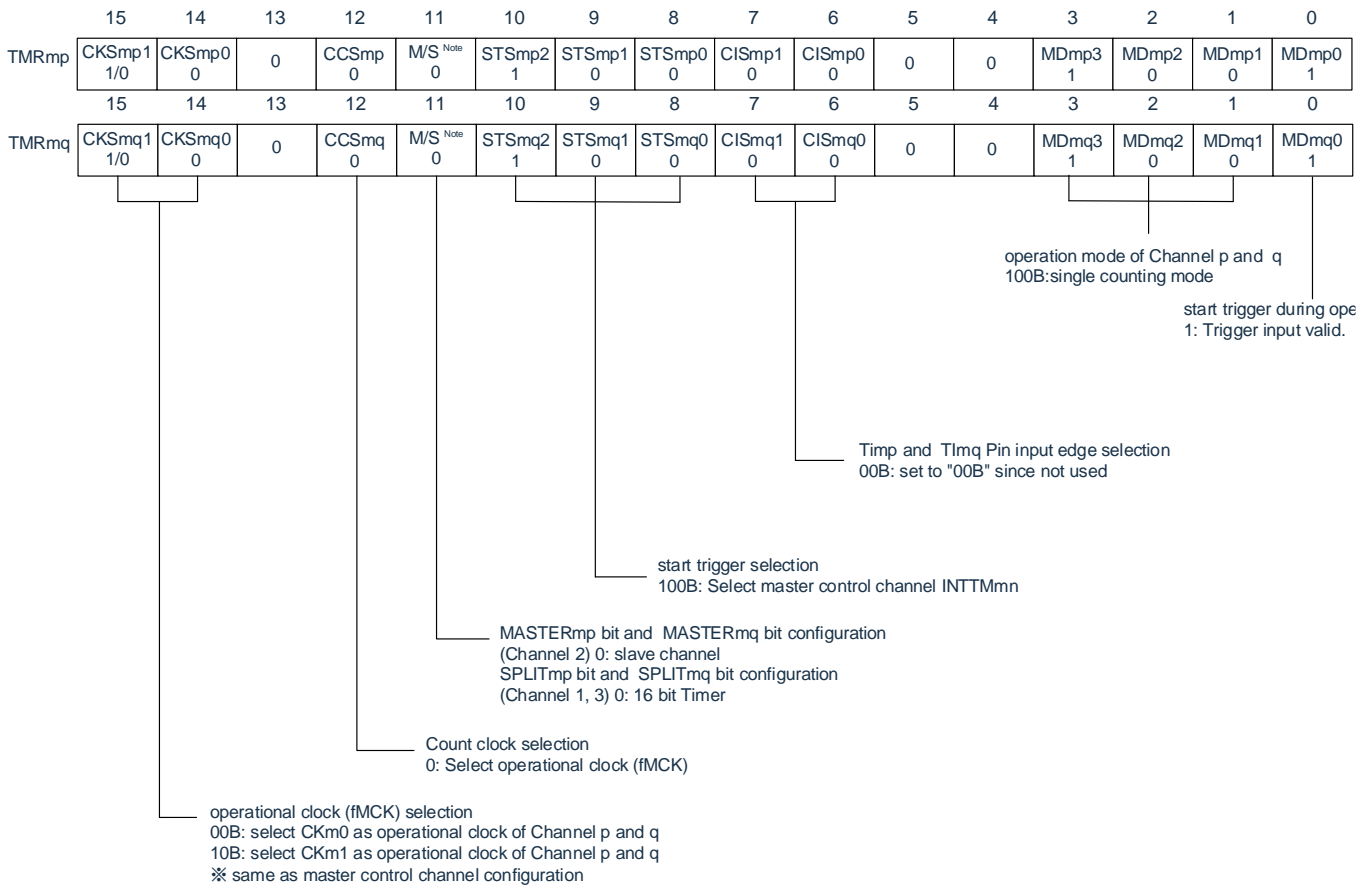 15 14 13 12 11 10 9 8 7 6 5 4 3 2 1 0
TMRmp CKSmp1 CKSmp0 0 CCSmp M/S Note STSmp2 STSmp1 STSmp0 CISmp1 CISmp0 0 0 MDmp3 MDmp2 MDmp1 MDmp0
1/0 0 0 0 1 0 0 0 0 1 0 0 1
15 14 13 12 11 10 9 8 7 6 5 4 3 2 1 0
TMRmq CKSmq1 CKSmq0 0 CCSmq M/S Note STSmq2 STSmq1 STSmq0 CISmq1 CISmq0 0 0 MDmq3 MDmq2 MDmq1 MDmq0
1/0 0 0 0 1 0 0 0 0 1 0 0 1
operation mode of Channel p and q
100B:single counting mode
start trigger during ope
1: Trigger input valid.
Timp and TImq Pin input edge selection
00B: set to "00B" since not used
start trigger selection
100B: Select master control channel INTTMmn
MASTERmp bit and MASTERmq bit configuration
(Channel 2) 0: slave channel
SPLITmp bit and SPLITmq bit configuration
(Channel 1, 3) 0: 16 bit Timer
Count clock selection
0: Select operational clock (fMCK)
operational clock (fMCK) selection
00B: select CKm0 as operational clock of Channel p and q
10B: select CKm1 as operational clock of Channel p and q
※ same as master control channel configuration